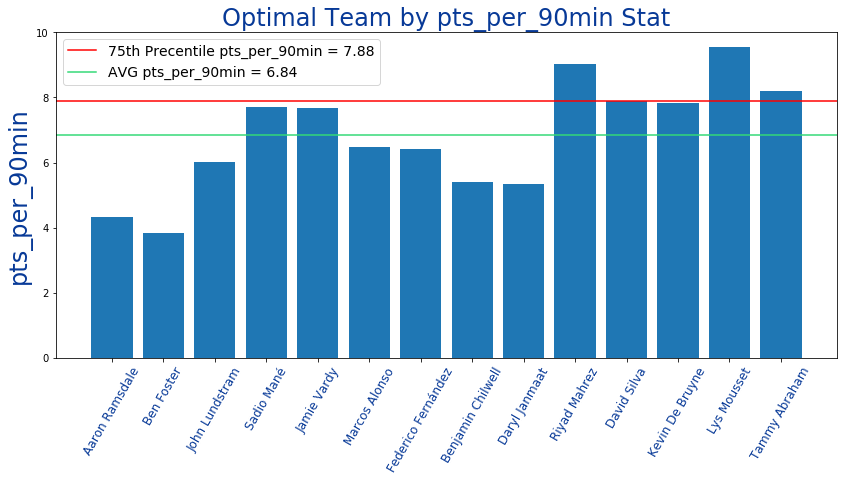 Optimal Team by pts_per_90min Stat
75th Precentile pts_per_90min = 7.88
AVG pts_per_90min = 6.84
pts_per_90min
10
8
6
4
2
0
Aaron Ramsdale
Ben Foster
John Lundstram
Sadio Mané
Jamie Vardy
Marcos Alonso
Federico Fernández
Benjamin Chilwell
Daryl Janmaat
Riyad Mahrez
David Silva
Kevin De Bruyne
Lys Mousset
Tammy Abraham